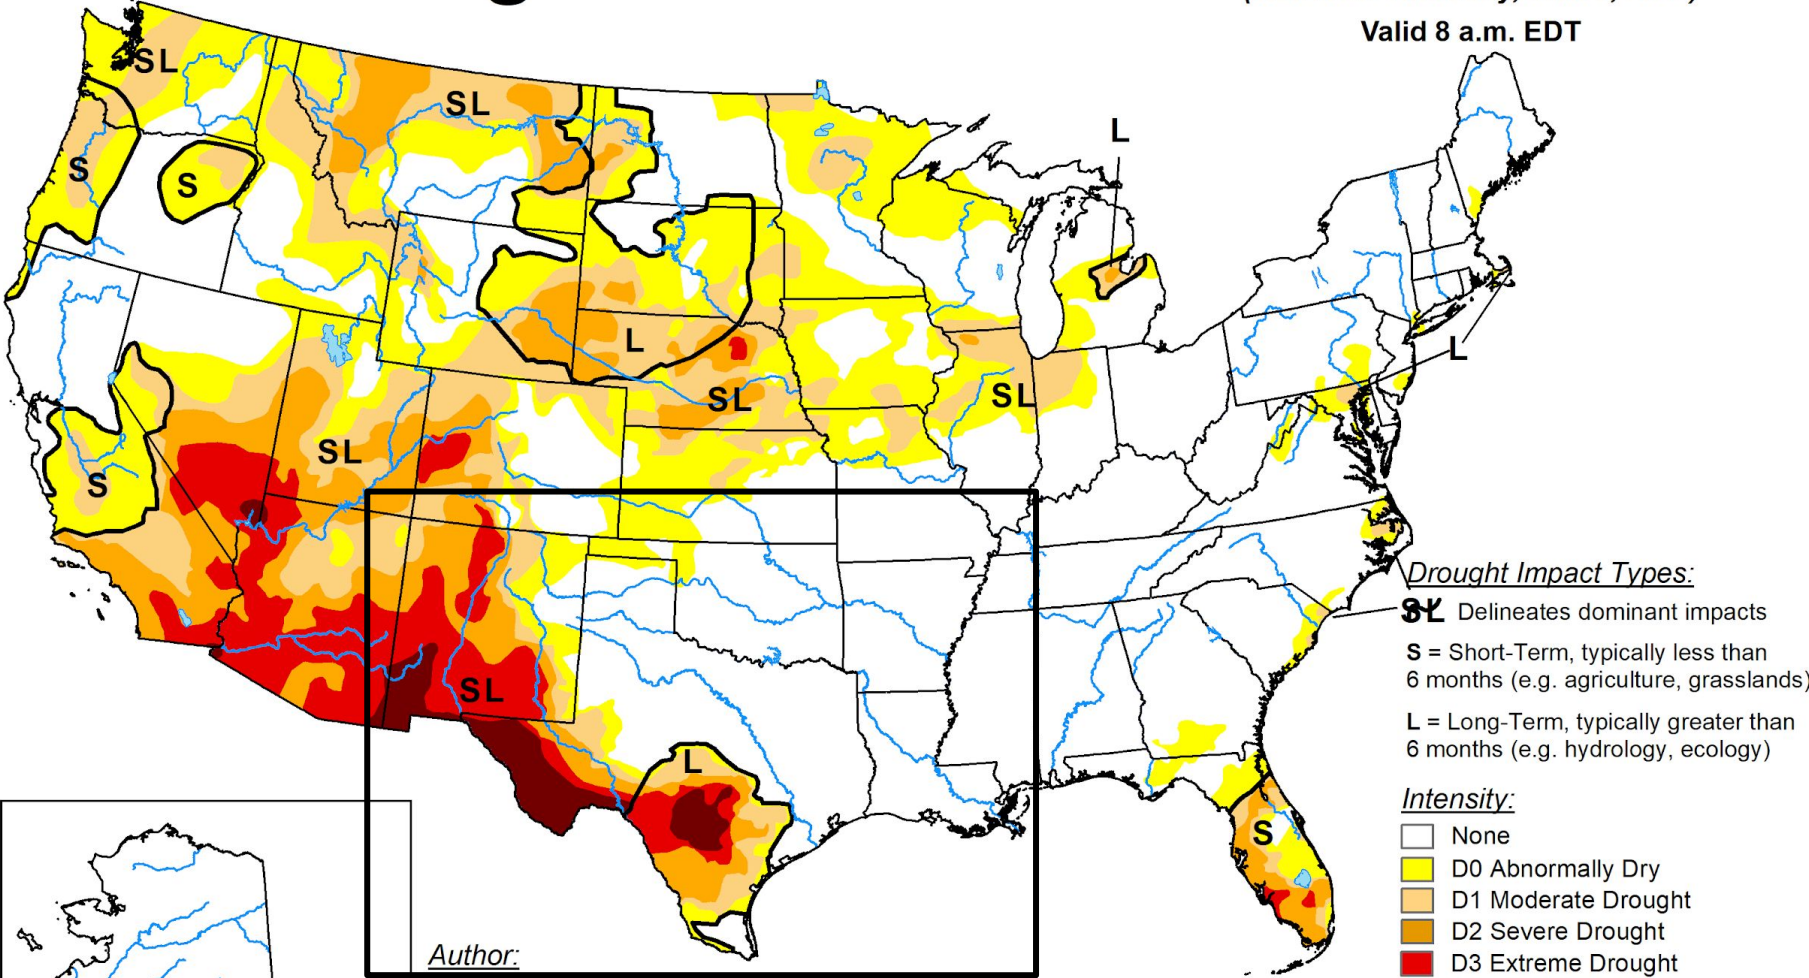 Valid 8 a.m. EDT
SL
SL
L
S
S
L
L
SL
SL
SL
S
SL
L
S
Drought Impact Types:
SL Delineates dominant impacts
S = Short-Term, typically less than
6 months (e.g. agriculture, grasslands)
L = Long-Term, typically greater than
6 months (e.g. hydrology, ecology)
Intensity:
None
D0 Abnormally Dry
D1 Moderate Drought
D2 Severe Drought
D3 Extreme Drought
Author: